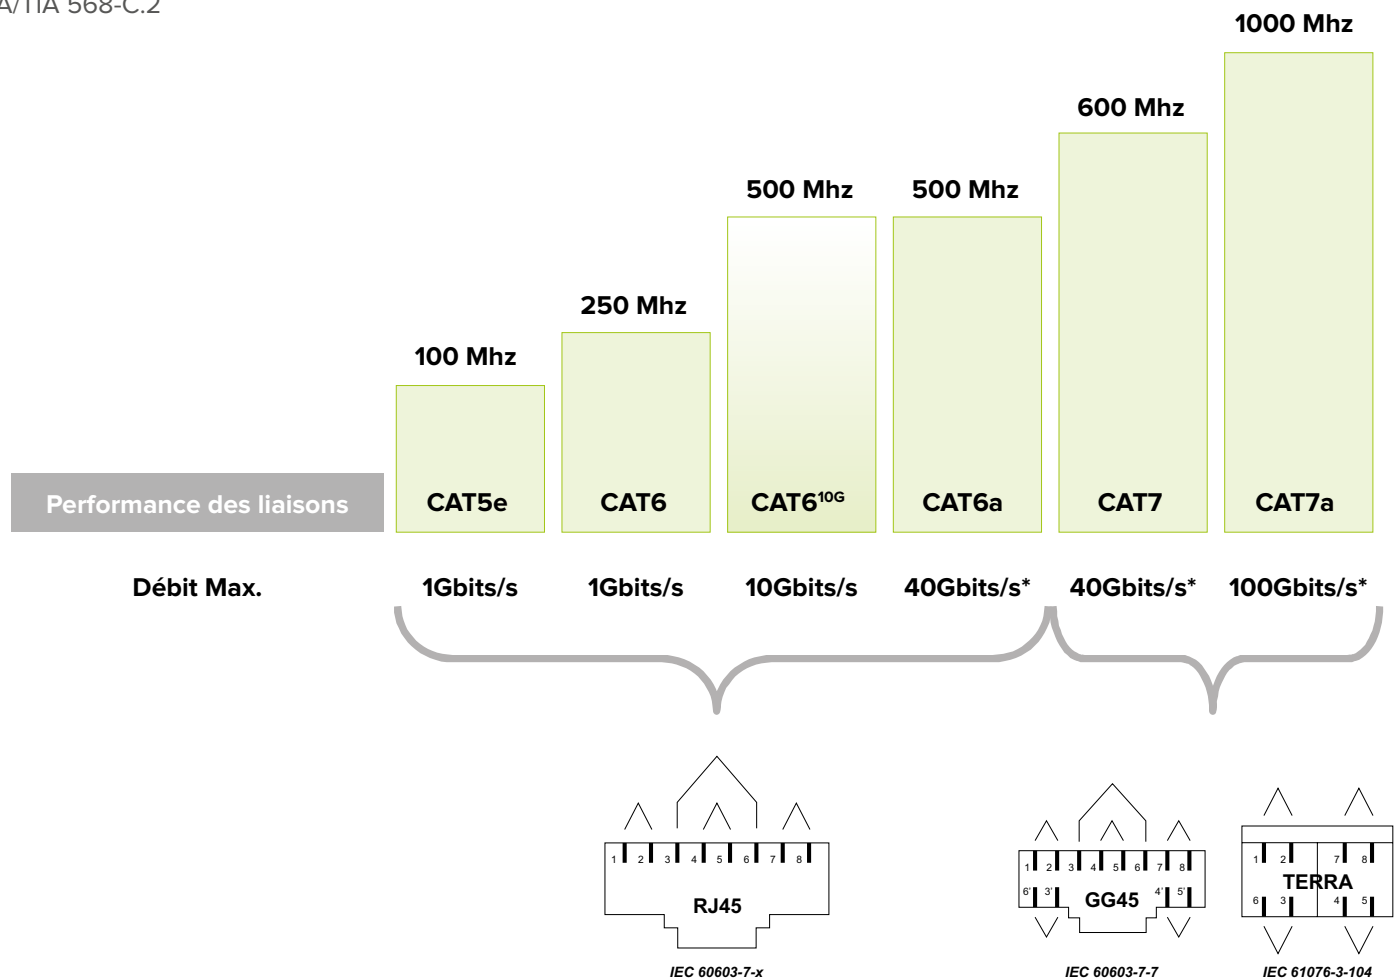 A/TIA 568-C.2
1000 Mhz
600 Mhz
500 Mhz 500 Mhz
250 Mhz
100 Mhz
Performance des liaisons CAT5e CAT6 CAT6¹⁰ᴳ CAT6a CAT7 CAT7a
Débit Max. 1Gbits/s 1Gbits/s 10Gbits/s 40Gbits/s* 40Gbits/s* 100Gbits/s*
1 2 3 4 5 6 7 8
RJ45
IEC 60603-7-x
1 2 3 4 5 6 7 8
6' 3' 4' 5'
GG45
IEC 60603-7-7
1 2 7 8
TERRA
6 3 4 5
IEC 61076-3-104